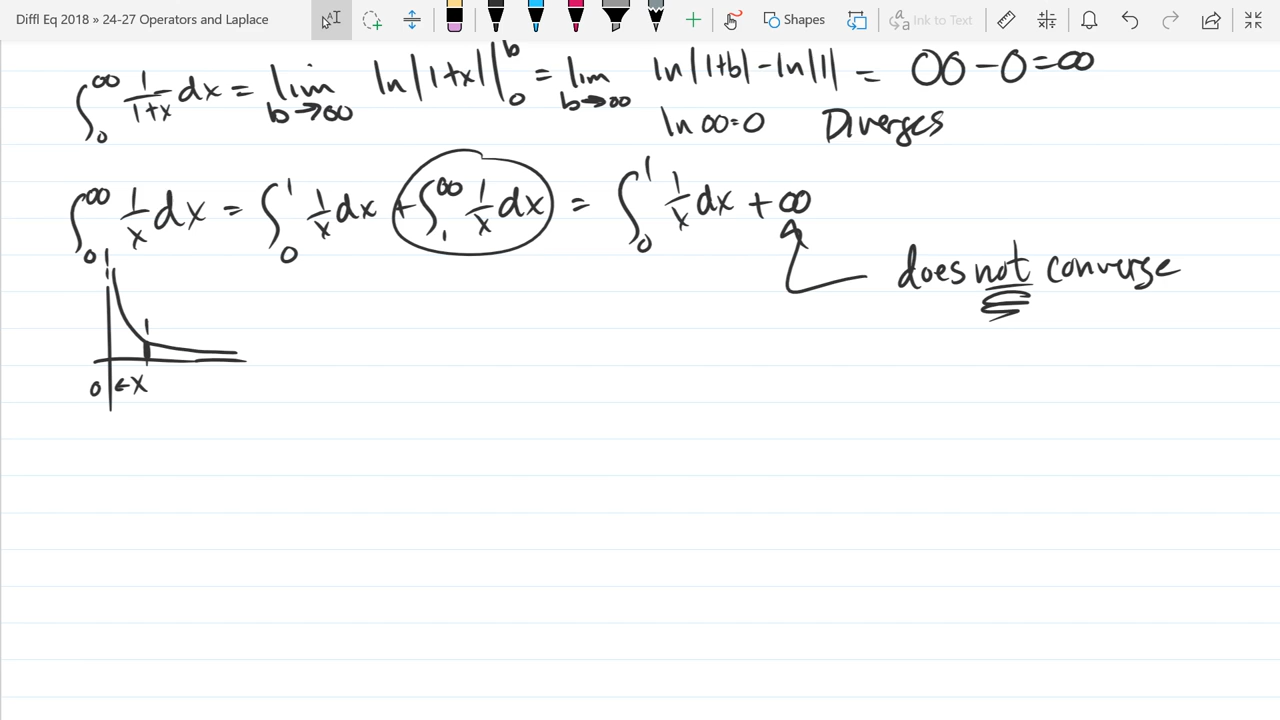 Diffl Eq 2018 » 24-27 Operators and Laplace
Shapes
Ink to Text
∫₀^∞ 1/(1+x) dx = lim b→∞ ln|1+x| |₀^b = lim b→∞ ln|1+b| - ln|1| = ∞ - 0 = ∞
ln ∞ = 0 Diverges
∫₀^∞ 1/x dx = ∫₀^1 1/x dx + ∫₁^∞ 1/x dx = ∫₀^1 1/x dx + ∞
does not converge
1
0 ← x